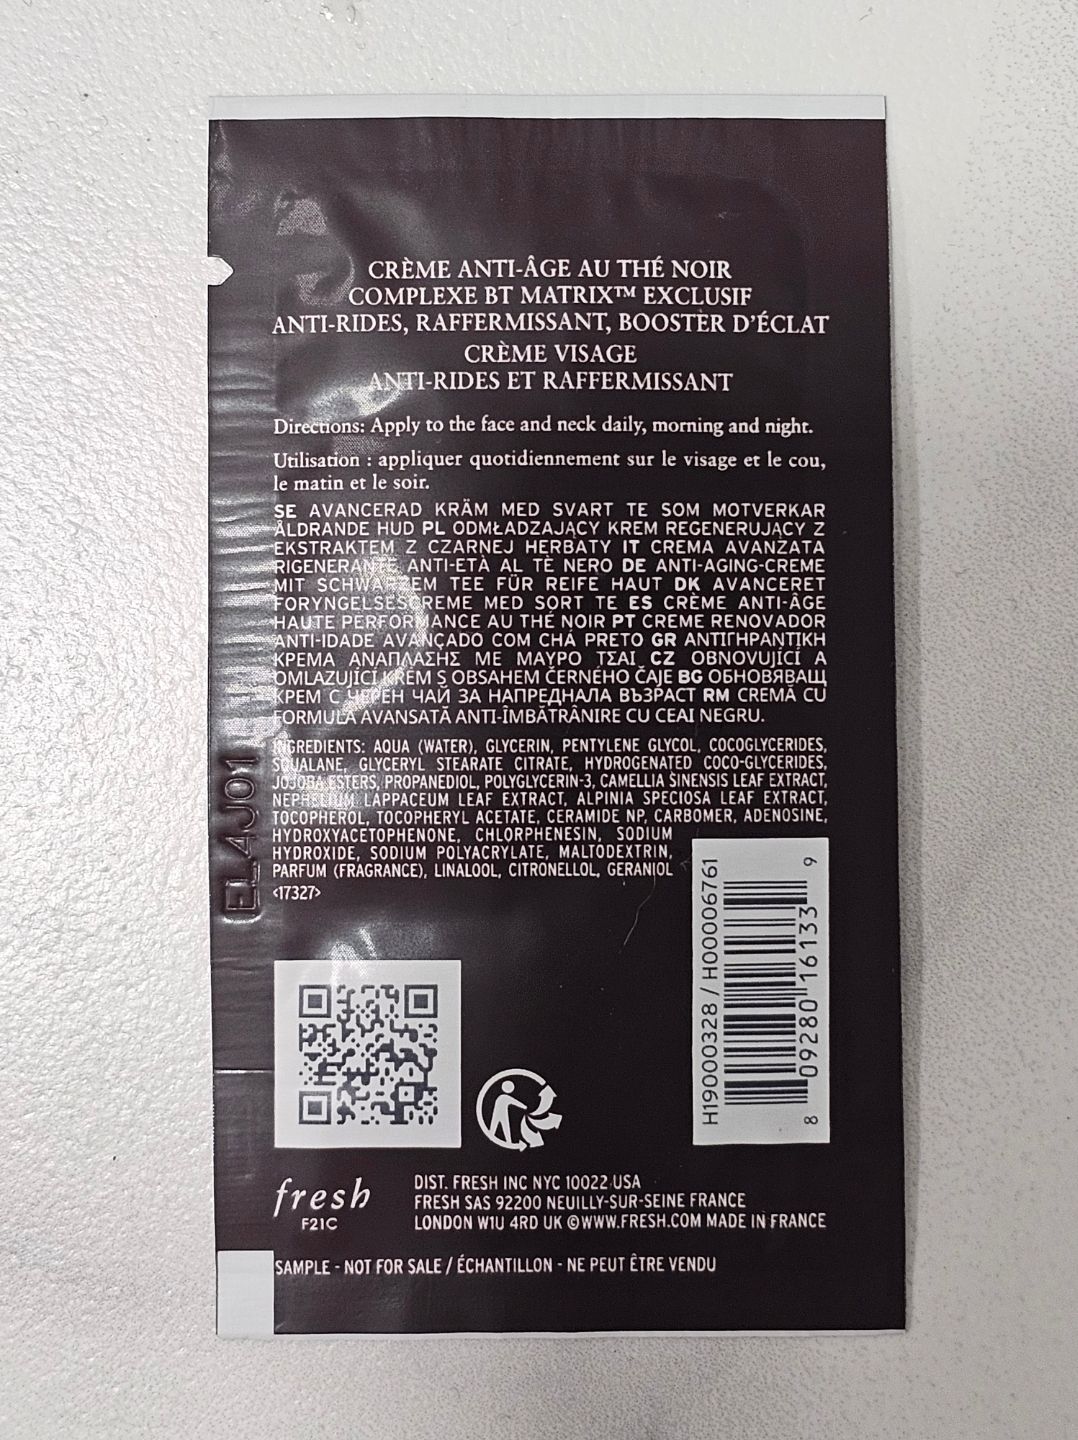 CRÈME ANTI-ÂGE AU THÉ NOIR
COMPLEXE BT MATRIX™ EXCLUSIF
ANTI-RIDES, RAFFERMISSANT, BOOSTER D'ÉCLAT
CRÈME VISAGE
ANTI-RIDES ET RAFFERMISSANT
Directions: Apply to the face and neck daily, morning and night.
Utilisation : appliquer quotidiennement sur le visage et le cou,
le matin et le soir.
SE AVANCERAD KRÄM MED SVART TE SOM MOTVERKAR
ÅLDRANDE HUD PL ODMŁADZAJĄCY KREM REGENERUJĄCY Z
EKSTRAKTEM Z CZARNEJ HERBATY IT CREMA AVANZATA
RIGENERANTE ANTI-ETÀ AL TÈ NERO DE ANTI-AGING-CREME
MIT SCHWARZEM TEE FÜR REIFE HAUT DK AVANCERET
FORYNGELSESCREME MED SORT TE ES CRÈME ANTI-ÂGE
HAUTE PERFORMANCE AU THÉ NOIR PT CREME RENOVADOR
ANTI-IDADE AVANÇADO COM CHÁ PRETO GR ΑΝΤΙΓΗΡΑΝΤΙΚΗ
ΚΡΕΜΑ ΑΝΑΠΛΑΣΗΣ ΜΕ ΜΑΥΡΟ ΤΣΑΙ CZ OBNOVUJÍCÍ A
OMLAZUJÍCÍ KRÉM S OBSAHEM ČERNÉHO ČAJE BG ОБНОВЯВАЩ
КРЕМ С ЧЕРЕН ЧАЙ ЗА НАПРЕДНАЛА ВЪЗРАСТ RM CREMĂ CU
FORMULA AVANSATĂ ANTI-ÎMBĂTRÂNIRE CU CEAI NEGRU.
INGREDIENTS: AQUA (WATER), GLYCERIN, PENTYLENE GLYCOL, COCOGLYCERIDES,
SQUALANE, GLYCERYL STEARATE CITRATE, HYDROGENATED COCO-GLYCERIDES,
JOJOBA ESTERS, PROPANEDIOL, POLYGLYCERIN-3, CAMELLIA SINENSIS LEAF EXTRACT,
NEPHELIUM LAPPACEUM LEAF EXTRACT, ALPINIA SPECIOSA LEAF EXTRACT,
TOCOPHEROL, TOCOPHERYL ACETATE, CERAMIDE NP, CARBOMER, ADENOSINE,
HYDROXYACETOPHENONE, CHLORPHENESIN, SODIUM
HYDROXIDE, SODIUM POLYACRYLATE, MALTODEXTRIN,
PARFUM (FRAGRANCE), LINALOOL, CITRONELLOL, GERANIOL
<17327>
EL4J01
H19000328 / H00006761
8 09280 16133 9
fresh
F21C
DIST. FRESH INC NYC 10022 USA
FRESH SAS 92200 NEUILLY-SUR-SEINE FRANCE
LONDON W1U 4RD UK ©WWW.FRESH.COM MADE IN FRANCE
SAMPLE - NOT FOR SALE / ÉCHANTILLON - NE PEUT ÊTRE VENDU